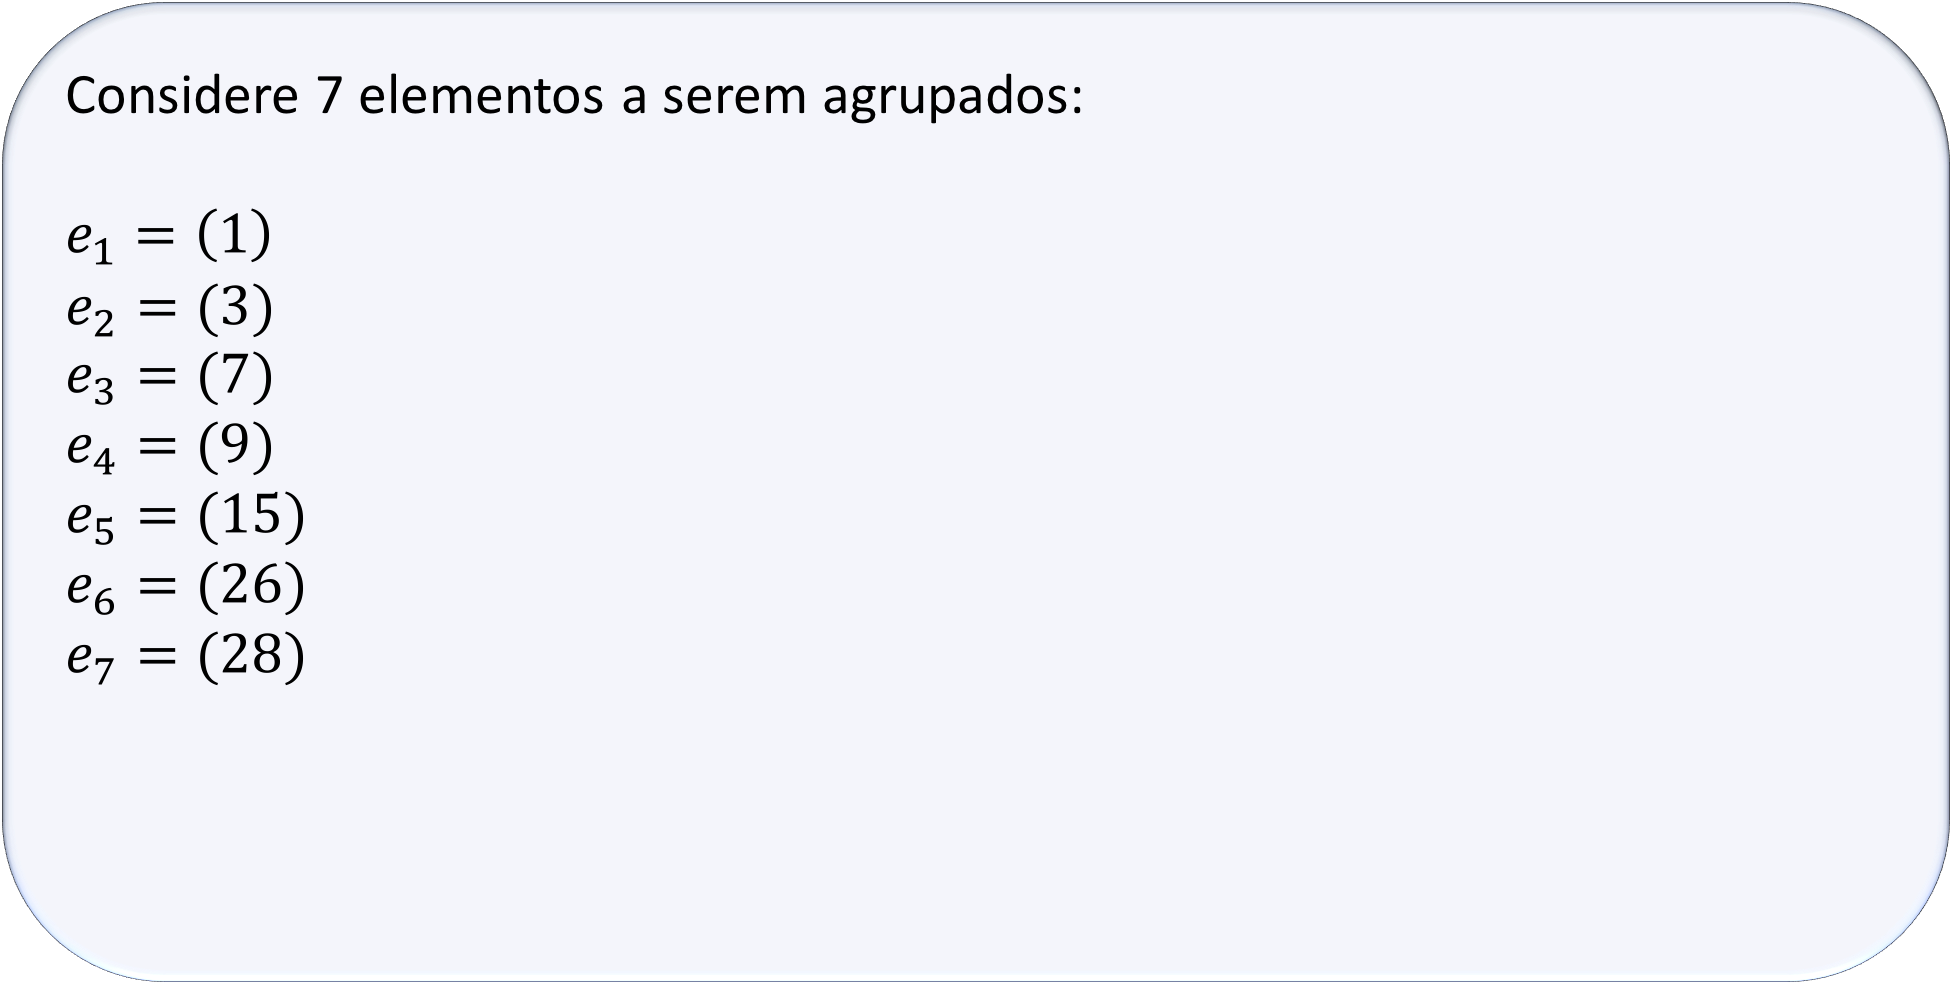 Considere 7 elementos a serem agrupados:
e₁ = (1)
e₂ = (3)
e₃ = (7)
e₄ = (9)
e₅ = (15)
e₆ = (26)
e₇ = (28)